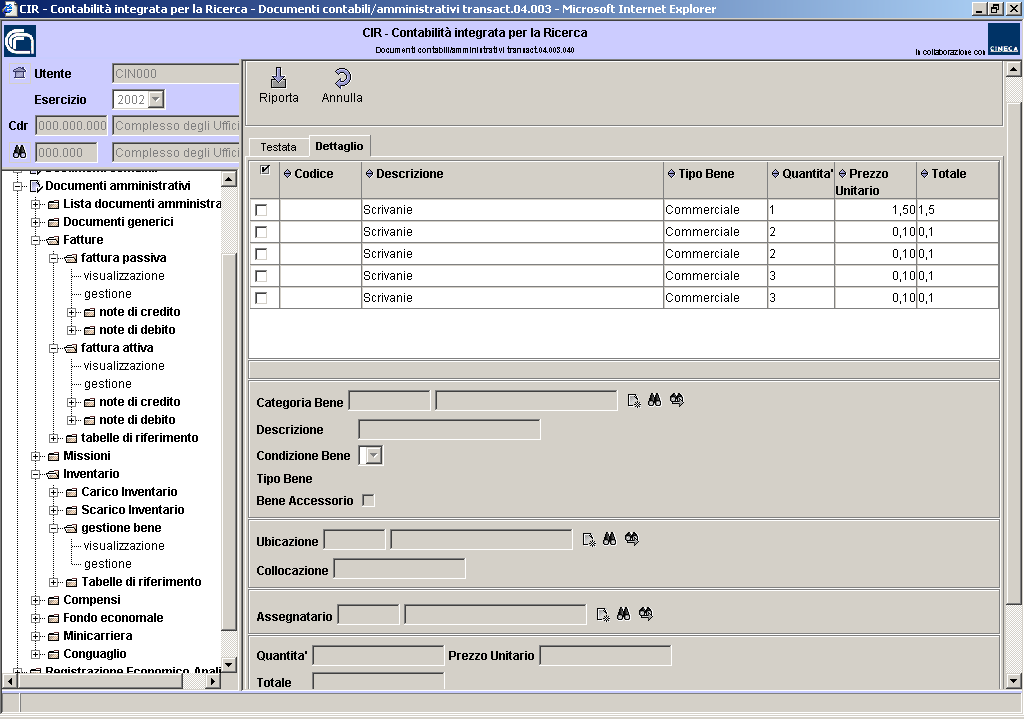 CIR - Contabilità integrata per la Ricerca - Documenti contabili/amministrativi transact.04.003 - Microsoft Internet Explorer
CIR - Contabilità integrata per la Ricerca
Documenti contabili/amministrativi transact.04.003.040
In collaborazione con
CINECA
Utente CIN000
Esercizio 2002
Cdr 000.000.000 Complesso degli Uffici
000.000 Complesso degli Uffici
Documenti amministrativi
Lista documenti amministra
Documenti generici
Fatture
fattura passiva
visualizzazione
gestione
note di credito
note di debito
fattura attiva
visualizzazione
gestione
note di credito
note di debito
tabelle di riferimento
Missioni
Inventario
Carico Inventario
Scarico Inventario
gestione bene
visualizzazione
gestione
Tabelle di riferimento
Compensi
Fondo economale
Minicarriera
Conguaglio
Registrazione Economico Anali
Riporta Annulla
Testata Dettaglio
Codice Descrizione Tipo Bene Quantita' Prezzo Unitario Totale
Scrivanie Commerciale 1 1,50 1,5
Scrivanie Commerciale 2 0,10 0,1
Scrivanie Commerciale 2 0,10 0,1
Scrivanie Commerciale 3 0,10 0,1
Scrivanie Commerciale 3 0,10 0,1
Categoria Bene
Descrizione
Condizione Bene
Tipo Bene
Bene Accessorio
Ubicazione
Collocazione
Assegnatario
Quantita' Prezzo Unitario
Totale